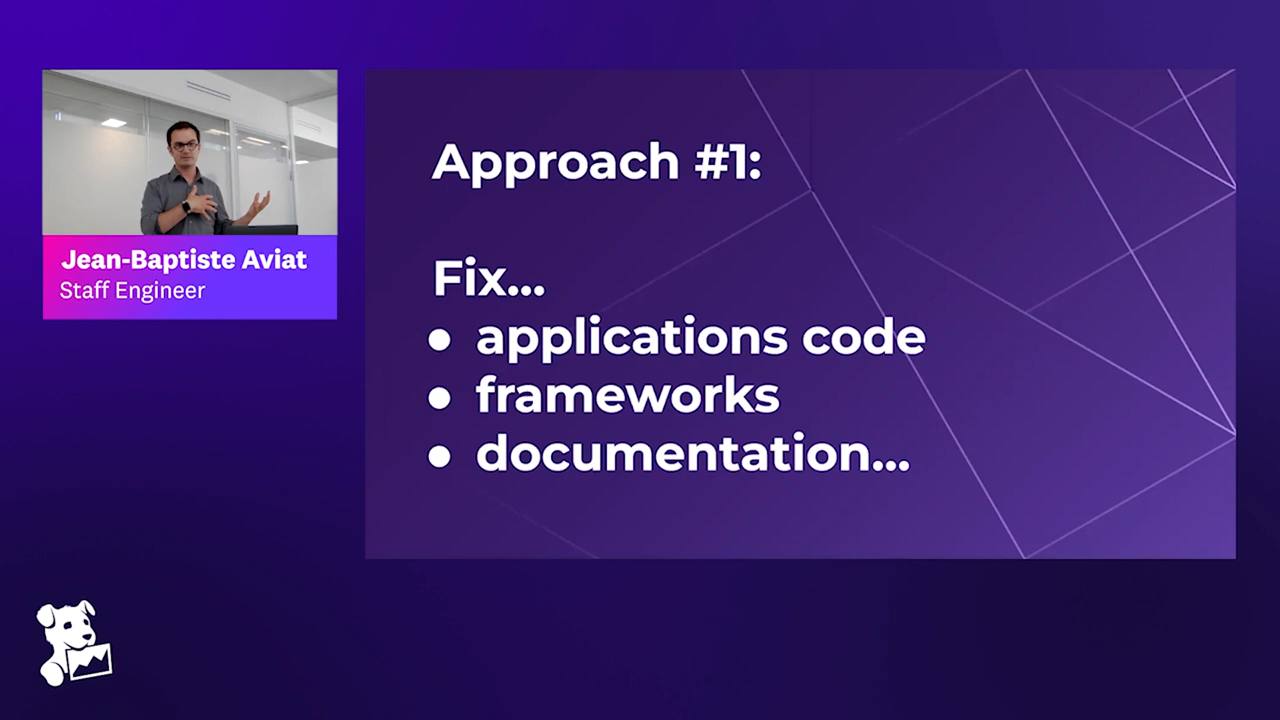 Jean-Baptiste Aviat
Staff Engineer
Approach #1:
Fix...
● applications code
● frameworks
● documentation...